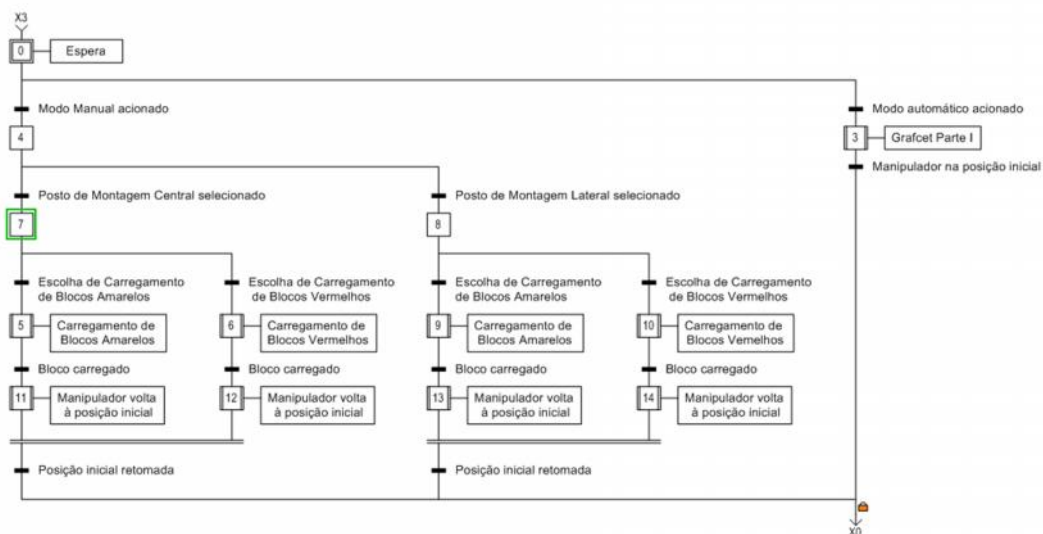 X3
0 Espera
Modo Manual acionado
Modo automático acionado
4
3 Grafcet Parte I
Manipulador na posição inicial
Posto de Montagem Central selecionado
Posto de Montagem Lateral selecionado
7
8
Escolha de Carregamento
de Blocos Amarelos
Escolha de Carregamento
de Blocos Vermelhos
Escolha de Carregamento
de Blocos Amarelos
Escolha de Carregamento
de Blocos Vermelhos
5 Carregamento de
Blocos Amarelos
6 Carregamento de
Blocos Vermelhos
9 Carregamento de
Blocos Amarelos
10 Carregamento de
Blocos Vemelhos
Bloco carregado
Bloco carregado
Bloco carregado
Bloco carregado
11 Manipulador volta
à posição inicial
12 Manipulador volta
à posição inicial
13 Manipulador volta
à posição inicial
14 Manipulador volta
à posição inicial
Posição inicial retomada
Posição inicial retomada
X0